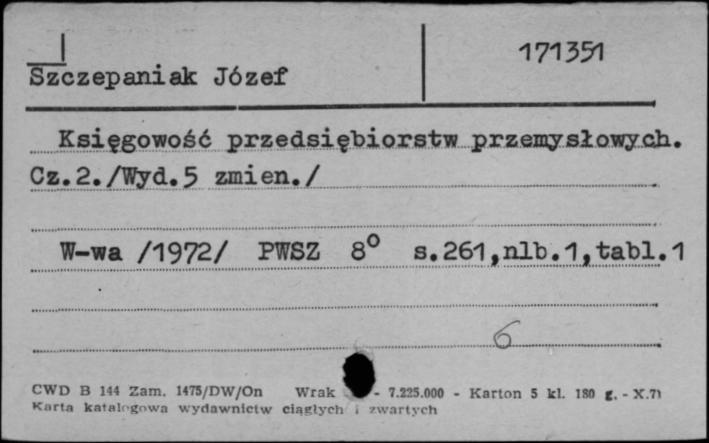 171351
Szczepaniak Józef
Księgowość przedsiębiorstw przemysłowych.
Cz.2./Wyd.5 zmien./
W-wa /1972/ PWSZ 8° s.261,nlb.1,tabl.1
6
CWD B 144 Zam. 1475/DW/On Wrak - 7.225.000 - Karton 5 kl. 180 g. - X.71
Karta katalogowa wydawnictw ciągłych i zwartych